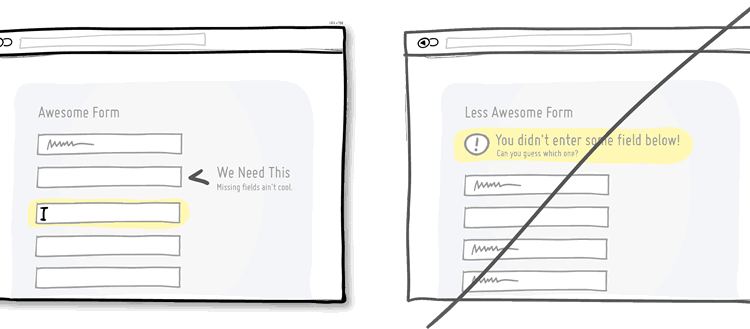 Awesome Form
We Need This
Missing fields ain't cool.
Less Awesome Form
You didn't enter some field below!
Can you guess which one?